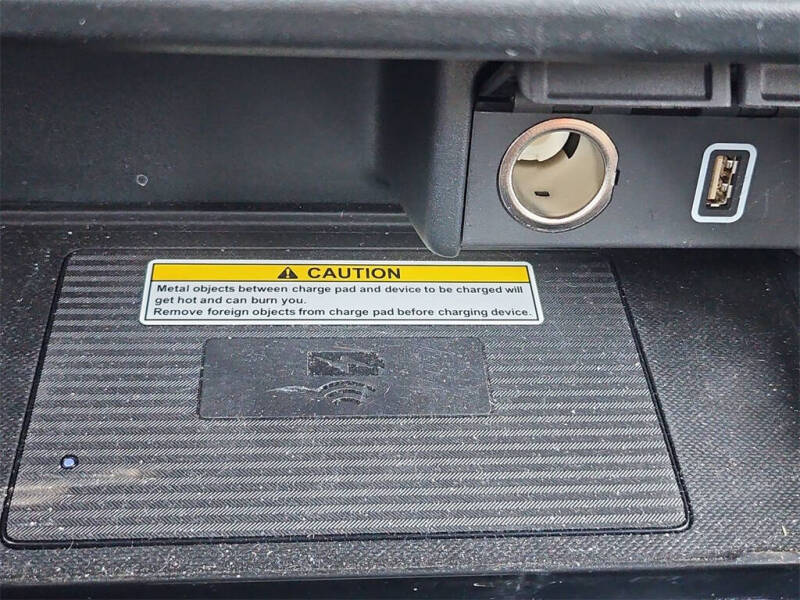 CAUTION
Metal objects between charge pad and device to be charged will
get hot and can burn you.
Remove foreign objects from charge pad before charging device.